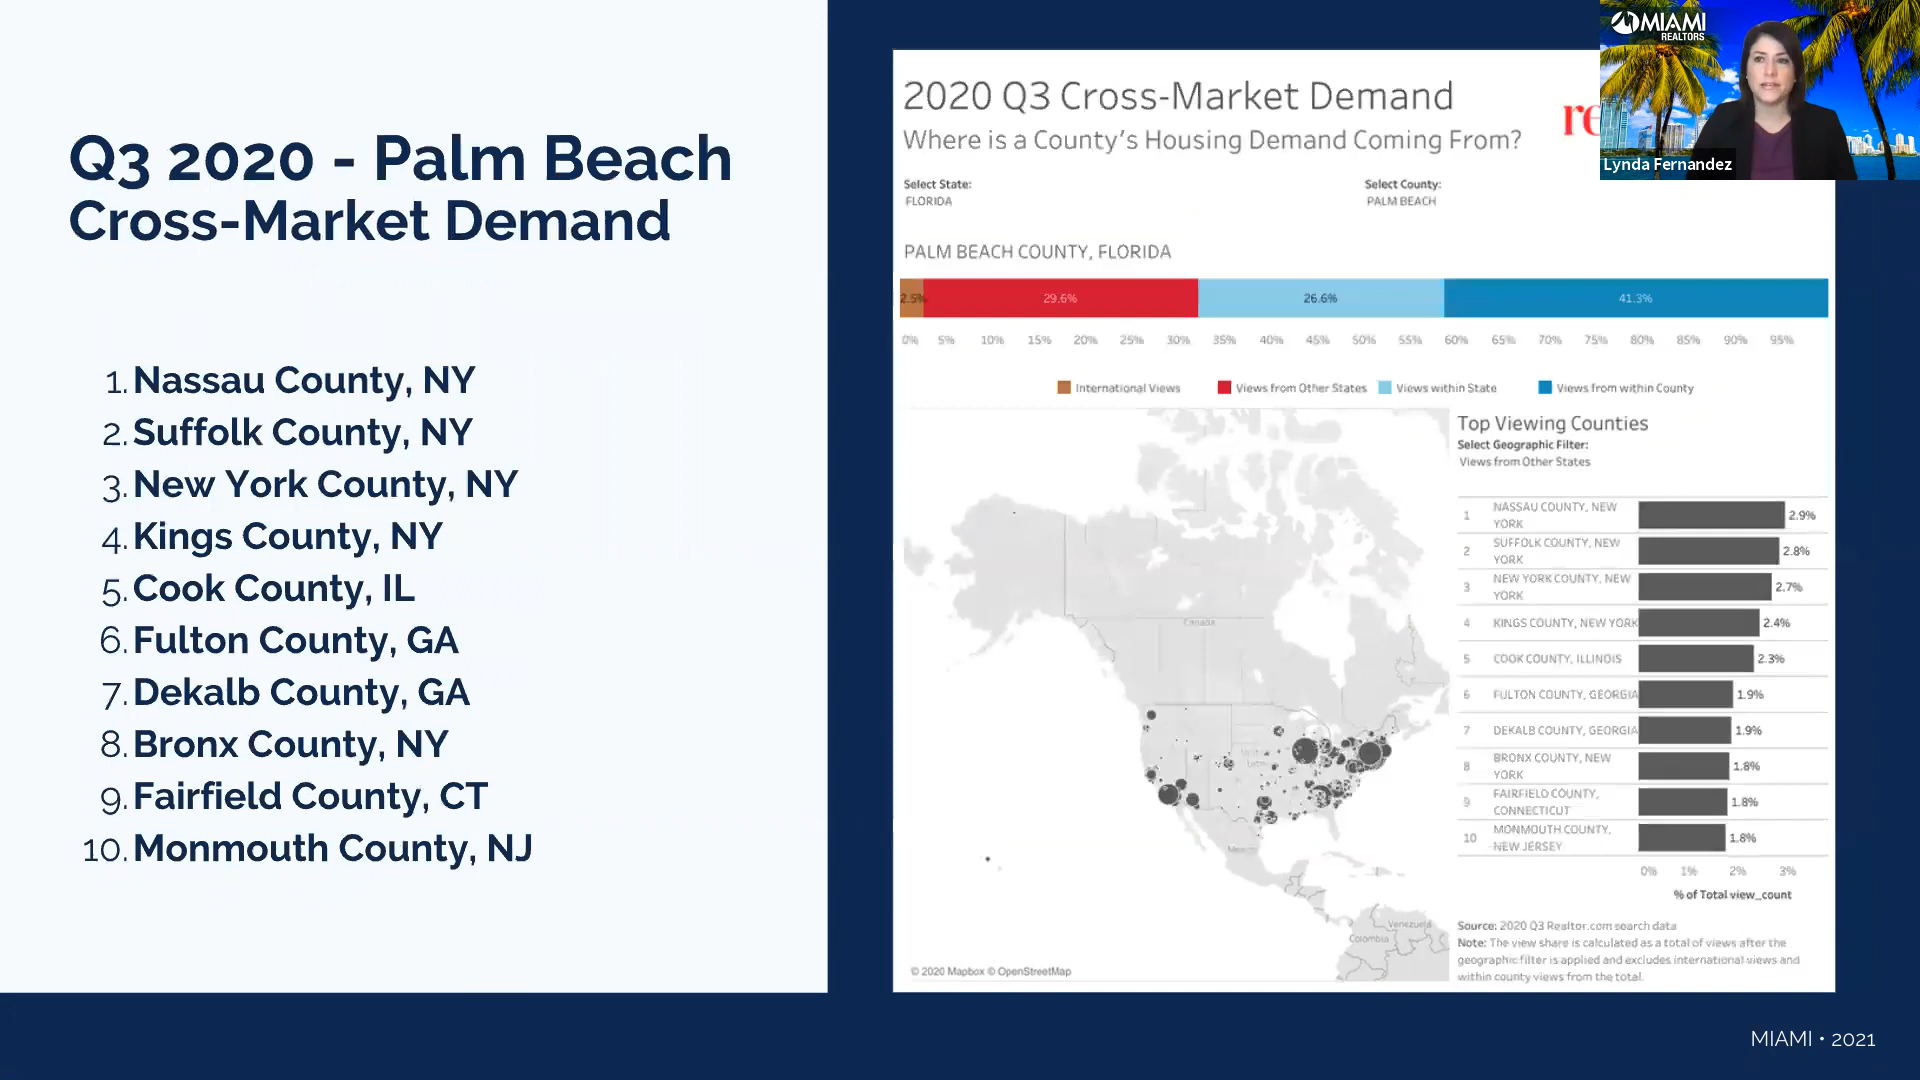 Q3 2020 - Palm Beach
Cross-Market Demand
1. Nassau County, NY
2. Suffolk County, NY
3. New York County, NY
4. Kings County, NY
5. Cook County, IL
6. Fulton County, GA
7. Dekalb County, GA
8. Bronx County, NY
9. Fairfield County, CT
10. Monmouth County, NJ
2020 Q3 Cross-Market Demand
Where is a County's Housing Demand Coming From?
re
Select State:
FLORIDA
Select County:
PALM BEACH
PALM BEACH COUNTY, FLORIDA
2.5% 29.6% 26.6% 41.3%
0% 5% 10% 15% 20% 25% 30% 35% 40% 45% 50% 55% 60% 65% 70% 75% 80% 85% 90% 95%
International Views Views from Other States Views within State Views from within County
Canada
Mexico
Venezuela
Colombia
© 2020 Mapbox © OpenStreetMap
Top Viewing Counties
Select Geographic Filter:
Views from Other States
1 NASSAU COUNTY, NEW
YORK 2.9%
2 SUFFOLK COUNTY, NEW
YORK 2.8%
3 NEW YORK COUNTY, NEW
YORK 2.7%
4 KINGS COUNTY, NEW YORK 2.4%
5 COOK COUNTY, ILLINOIS 2.3%
6 FULTON COUNTY, GEORGIA 1.9%
7 DEKALB COUNTY, GEORGIA 1.9%
8 BRONX COUNTY, NEW
YORK 1.8%
9 FAIRFIELD COUNTY,
CONNECTICUT 1.8%
10 MONMOUTH COUNTY,
NEW JERSEY 1.8%
0% 1% 2% 3%
% of Total view_count
Source: 2020 Q3 Realtor.com search data
Note: The view share is calculated as a total of views after the
geographic filter is applied and excludes international views and
within county views from the total.
MIAMI
REALTORS
Lynda Fernandez
MIAMI • 2021